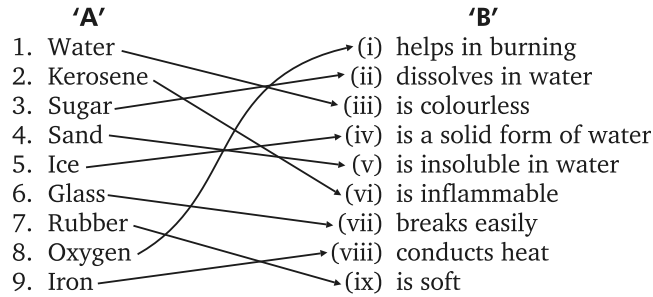 ‘A’ ‘B’
1. Water (i) helps in burning
2. Kerosene (ii) dissolves in water
3. Sugar (iii) is colourless
4. Sand (iv) is a solid form of water
5. Ice (v) is insoluble in water
6. Glass (vi) is inflammable
7. Rubber (vii) breaks easily
8. Oxygen (viii) conducts heat
9. Iron (ix) is soft